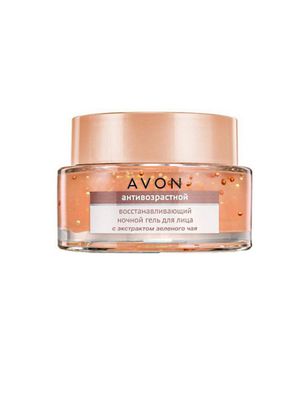 AVON
антивозрастной
восстанавливающий
ночной гель для лица
с экстрактом зеленого чая